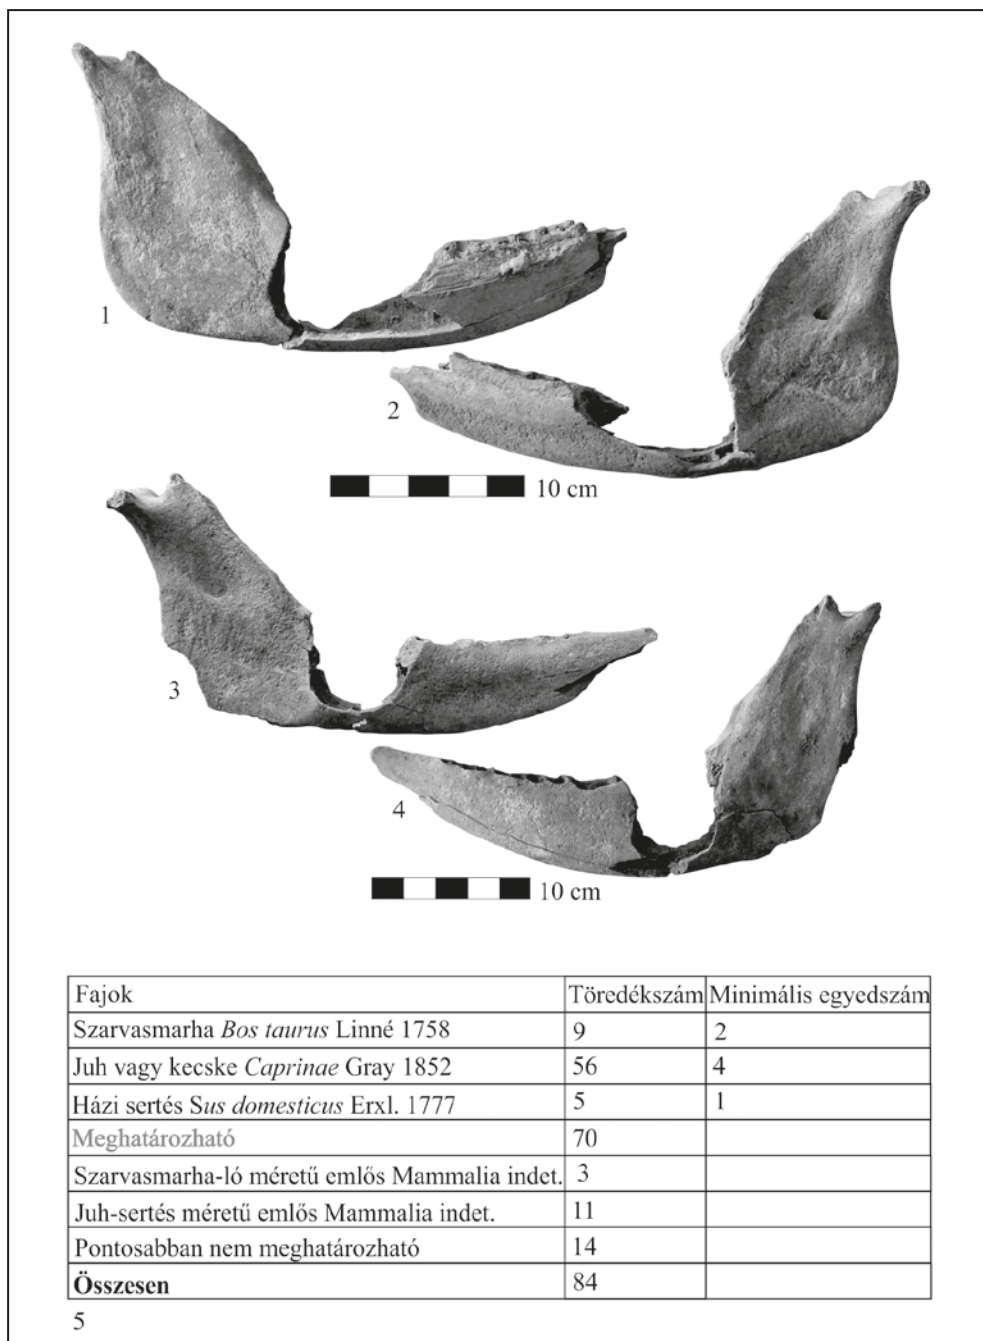 1
2
10 cm
3
4
10 cm
Fajok Töredékszám Minimális egyedszám
Szarvasmarha Bos taurus Linné 1758 9 2
Juh vagy kecske Caprinae Gray 1852 56 4
Házi sertés Sus domesticus Erxl. 1777 5 1
Meghatározható 70
Szarvasmarha-ló méretű emlős Mammalia indet. 3
Juh-sertés méretű emlős Mammalia indet. 11
Pontosabban nem meghatározható 14
Összesen 84
5